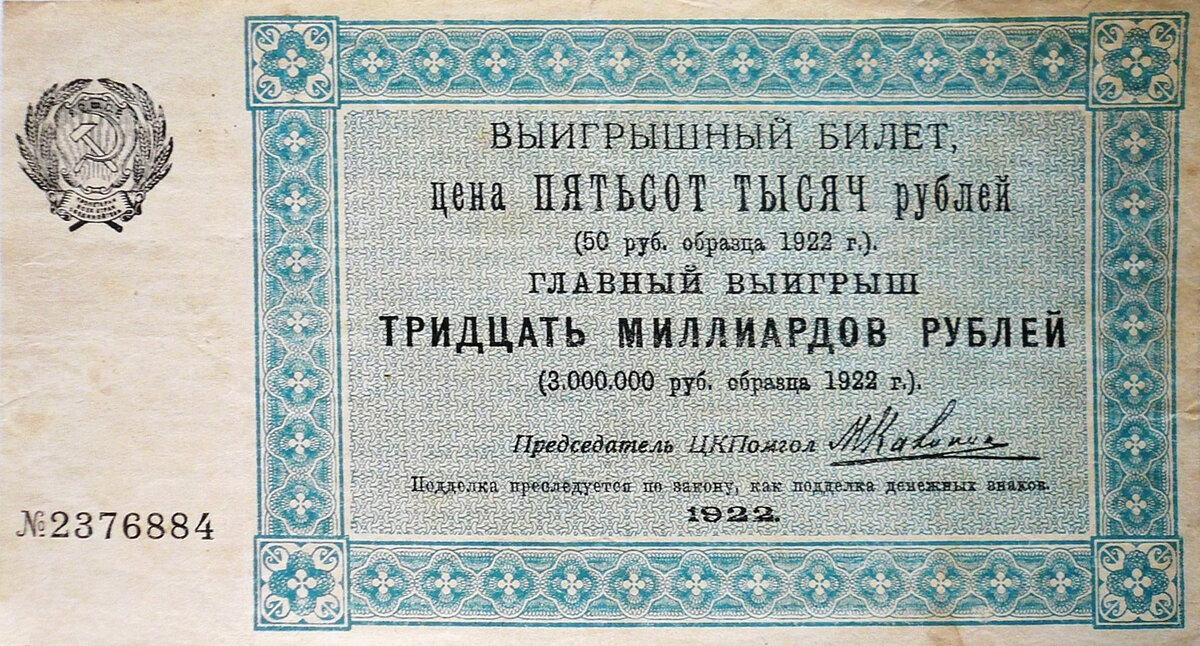 ВЫИГРЫШНЫЙ БИЛЕТ,
цена ПЯТЬСОТ ТЫСЯЧ рублей
(50 руб. образца 1922 г.).
ГЛАВНЫЙ ВЫИГРЫШ
ТРИДЦАТЬ МИЛЛИАРДОВ РУБЛЕЙ
(3.000.000 руб. образца 1922 г.).
Председатель ЦКПомгол
Подделка преследуется по закону, как подделка денежных знаков.
1922.
№2376884